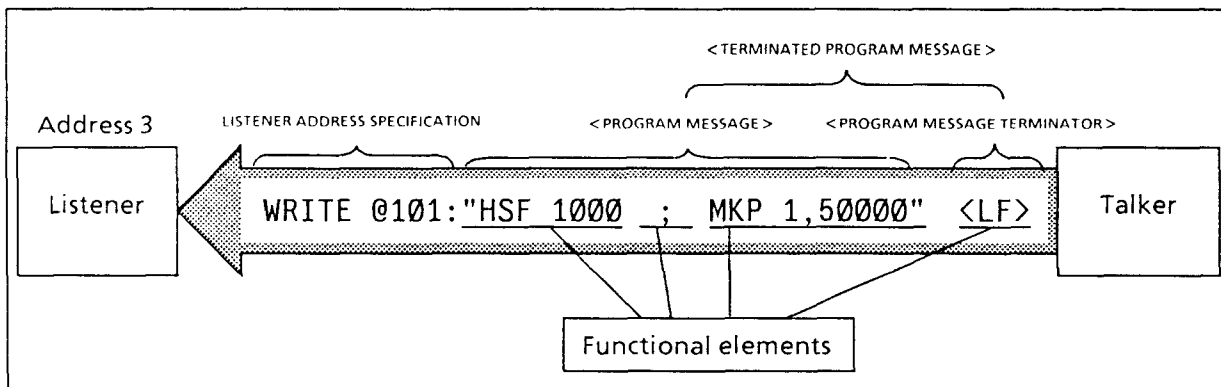 <TERMINATED PROGRAM MESSAGE>
Address 3
LISTENER ADDRESS SPECIFICATION
<PROGRAM MESSAGE>
<PROGRAM MESSAGE TERMINATOR>
Listener
WRITE @101:"HSF 1000 ; MKP 1,50000" <LF>
Talker
Functional elements